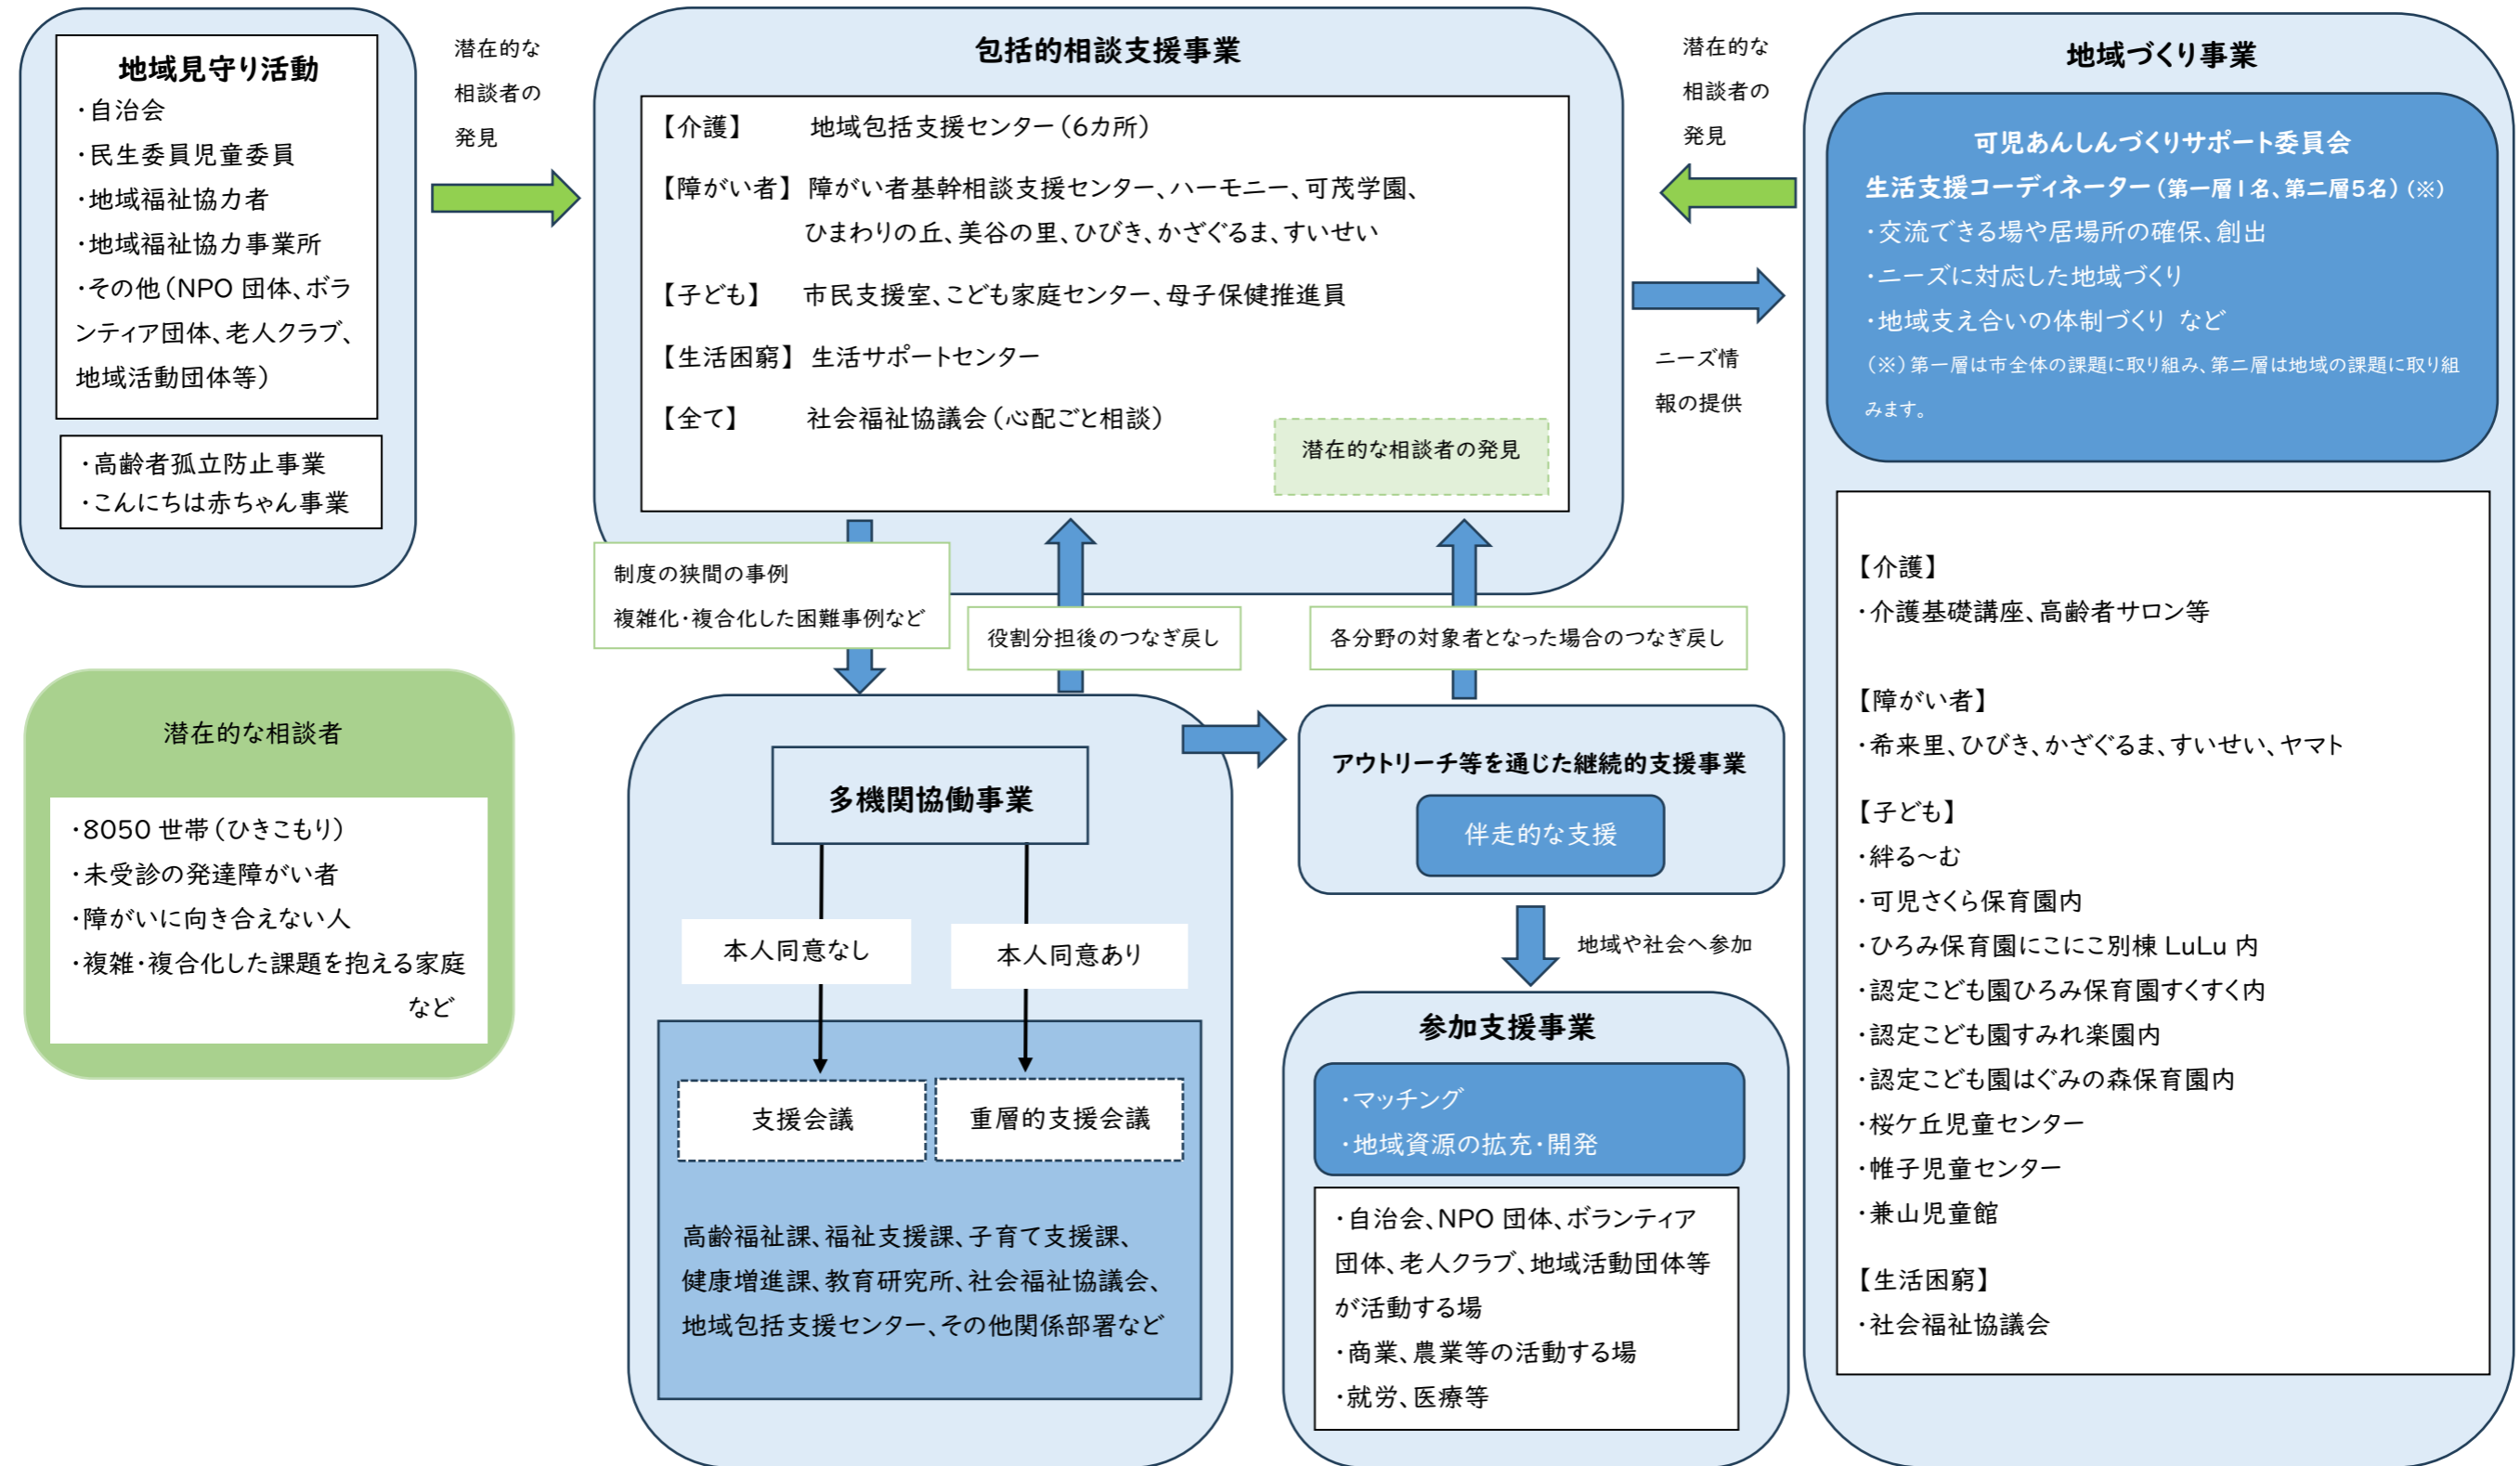 地域見守り活動
・自治会
・民生委員児童委員
・地域福祉協力者
・地域福祉協力事業所
・その他（NPO 団体、ボラ
ンティア団体、老人クラブ、
地域活動団体等）
・高齢者孤立防止事業
・こんにちは赤ちゃん事業
潜在的な
相談者の
発見
包括的相談支援事業
【介護】　地域包括支援センター（6カ所）
【障がい者】 障がい者基幹相談支援センター、ハーモニー、可茂学園、
ひまわりの丘、美谷の里、ひびき、かざぐるま、すいせい
【子ども】　市民支援室、こども家庭センター、母子保健推進員
【生活困窮】 生活サポートセンター
【全て】　社会福祉協議会（心配ごと相談）
潜在的な相談者の発見
潜在的な
相談者の
発見
ニーズ情
報の提供
地域づくり事業
可児あんしんづくりサポート委員会
生活支援コーディネーター（第一層1名、第二層5名）（※）
・交流できる場や居場所の確保、創出
・ニーズに対応した地域づくり
・地域支え合いの体制づくり など
（※）第一層は市全体の課題に取り組み、第二層は地域の課題に取り組
みます。
【介護】
・介護基礎講座、高齢者サロン等
【障がい者】
・希来里、ひびき、かざぐるま、すいせい、ヤマト
【子ども】
・絆る～む
・可児さくら保育園内
・ひろみ保育園にこにこ別棟 LuLu 内
・認定こども園ひろみ保育園すくすく内
・認定こども園すみれ楽園内
・認定こども園はぐみの森保育園内
・桜ケ丘児童センター
・帷子児童センター
・兼山児童館
【生活困窮】
・社会福祉協議会
制度の狭間の事例
複雑化・複合化した困難事例など
役割分担後のつなぎ戻し
各分野の対象者となった場合のつなぎ戻し
潜在的な相談者
・8050 世帯（ひきこもり）
・未受診の発達障がい者
・障がいに向き合えない人
・複雑・複合化した課題を抱える家庭
など
多機関協働事業
本人同意なし
本人同意あり
支援会議
重層的支援会議
高齢福祉課、福祉支援課、子育て支援課、
健康増進課、教育研究所、社会福祉協議会、
地域包括支援センター、その他関係部署など
アウトリーチ等を通じた継続的支援事業
伴走的な支援
地域や社会へ参加
参加支援事業
・マッチング
・地域資源の拡充・開発
・自治会、NPO 団体、ボランティア
団体、老人クラブ、地域活動団体等
が活動する場
・商業、農業等の活動する場
・就労、医療等